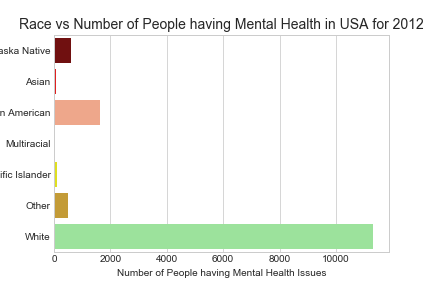 Race vs Number of People having Mental Health in USA for 2012
aska Native
Asian
n American
Multiracial
ific Islander
Other
White
0 2000 4000 6000 8000 10000
Number of People having Mental Health Issues